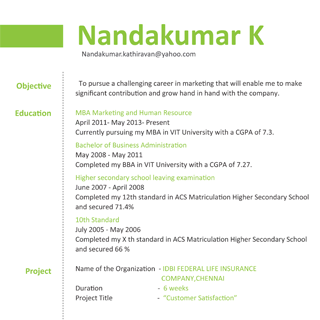 Nandakumar K
Nandakumar.kathiravan@yahoo.com
Objective
To pursue a challenging career in marketing that will enable me to make
significant contribution and grow hand in hand with the company.
Education
MBA Marketing and Human Resource
April 2011- May 2013- Present
Currently pursuing my MBA in VIT University with a CGPA of 7.3.
Bachelor of Business Administration
May 2008 - May 2011
Completed my BBA in VIT University with a CGPA of 7.27.
Higher secondary school leaving examination
June 2007 - April 2008
Completed my 12th standard in ACS Matriculation Higher Secondary School
and secured 71.4%
10th Standard
July 2005 - May 2006
Completed my X th standard in ACS Matriculation Higher Secondary School
and secured 66 %
Project
Name of the Organization - IDBI FEDERAL LIFE INSURANCE
COMPANY,CHENNAI
Duration - 6 weeks
Project Title - "Customer Satisfaction"